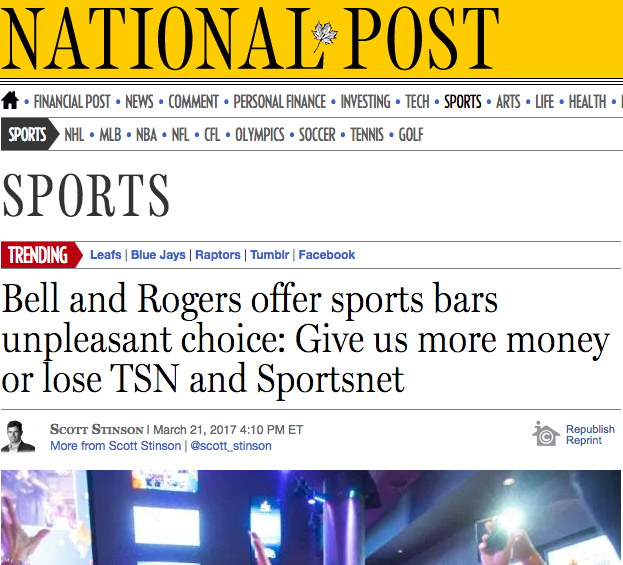 NATIONAL POST
• FINANCIAL POST • NEWS • COMMENT • PERSONAL FINANCE • INVESTING • TECH • SPORTS • ARTS • LIFE • HEALTH •
SPORTS NHL • MLB • NBA • NFL • CFL • OLYMPICS • SOCCER • TENNIS • GOLF
SPORTS
TRENDING Leafs | Blue Jays | Raptors | Tumblr | Facebook
Bell and Rogers offer sports bars
unpleasant choice: Give us more money
or lose TSN and Sportsnet
SCOTT STINSON | March 21, 2017 4:10 PM ET
More from Scott Stinson | @scott_stinson
© Republish
Reprint